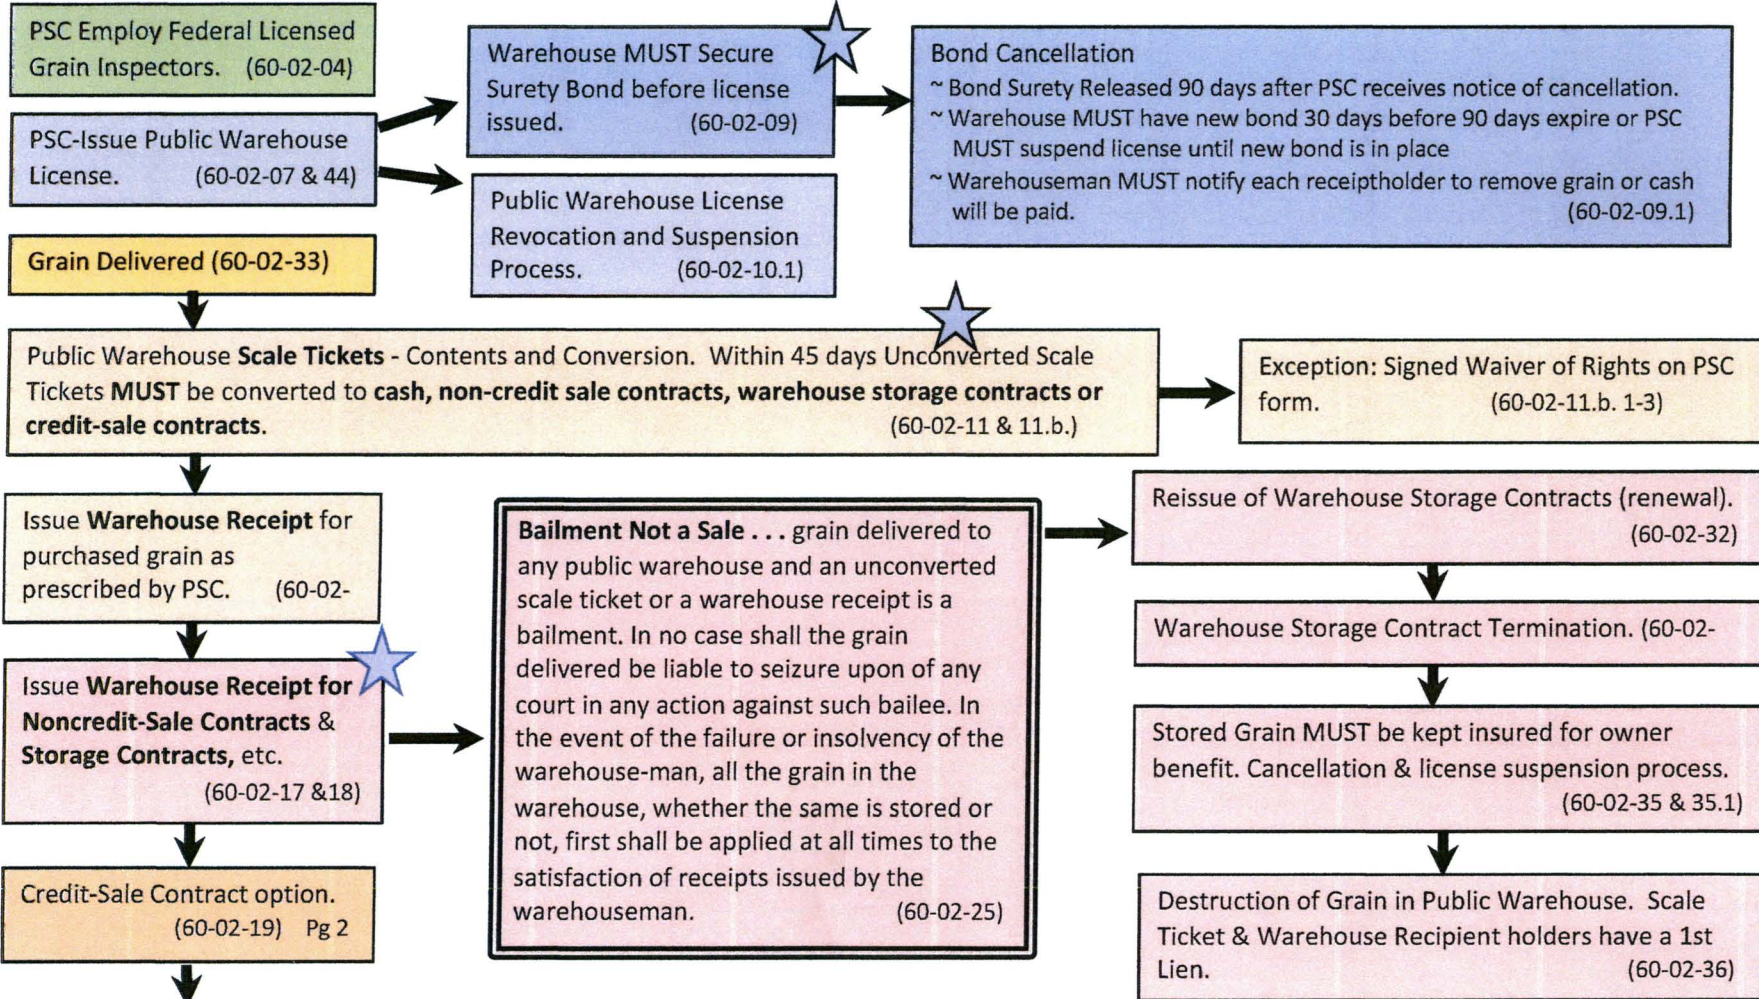 PSC Employ Federal Licensed
Grain Inspectors. (60-02-04)
PSC-Issue Public Warehouse
License. (60-02-07 & 44)
Warehouse MUST Secure
Surety Bond before license
issued. (60-02-09)
Public Warehouse License
Revocation and Suspension
Process. (60-02-10.1)
Bond Cancellation
~ Bond Surety Released 90 days after PSC receives notice of cancellation.
~ Warehouse MUST have new bond 30 days before 90 days expire or PSC
MUST suspend license until new bond is in place
~ Warehouseman MUST notify each receiptholder to remove grain or cash
will be paid. (60-02-09.1)
Grain Delivered (60-02-33)
Public Warehouse Scale Tickets - Contents and Conversion. Within 45 days Unconverted Scale
Tickets MUST be converted to cash, non-credit sale contracts, warehouse storage contracts or
credit-sale contracts. (60-02-11 & 11.b.)
Exception: Signed Waiver of Rights on PSC
form. (60-02-11.b. 1-3)
Issue Warehouse Receipt for
purchased grain as
prescribed by PSC. (60-02-
Issue Warehouse Receipt for
Noncredit-Sale Contracts &
Storage Contracts, etc.
(60-02-17 &18)
Credit-Sale Contract option.
(60-02-19) Pg 2
Bailment Not a Sale . . . grain delivered to
any public warehouse and an unconverted
scale ticket or a warehouse receipt is a
bailment. In no case shall the grain
delivered be liable to seizure upon of any
court in any action against such bailee. In
the event of the failure or insolvency of the
warehouse-man, all the grain in the
warehouse, whether the same is stored or
not, first shall be applied at all times to the
satisfaction of receipts issued by the
warehouseman. (60-02-25)
Reissue of Warehouse Storage Contracts (renewal).
(60-02-32)
Warehouse Storage Contract Termination. (60-02-
Stored Grain MUST be kept insured for owner
benefit. Cancellation & license suspension process.
(60-02-35 & 35.1)
Destruction of Grain in Public Warehouse. Scale
Ticket & Warehouse Recipient holders have a 1st
Lien. (60-02-36)